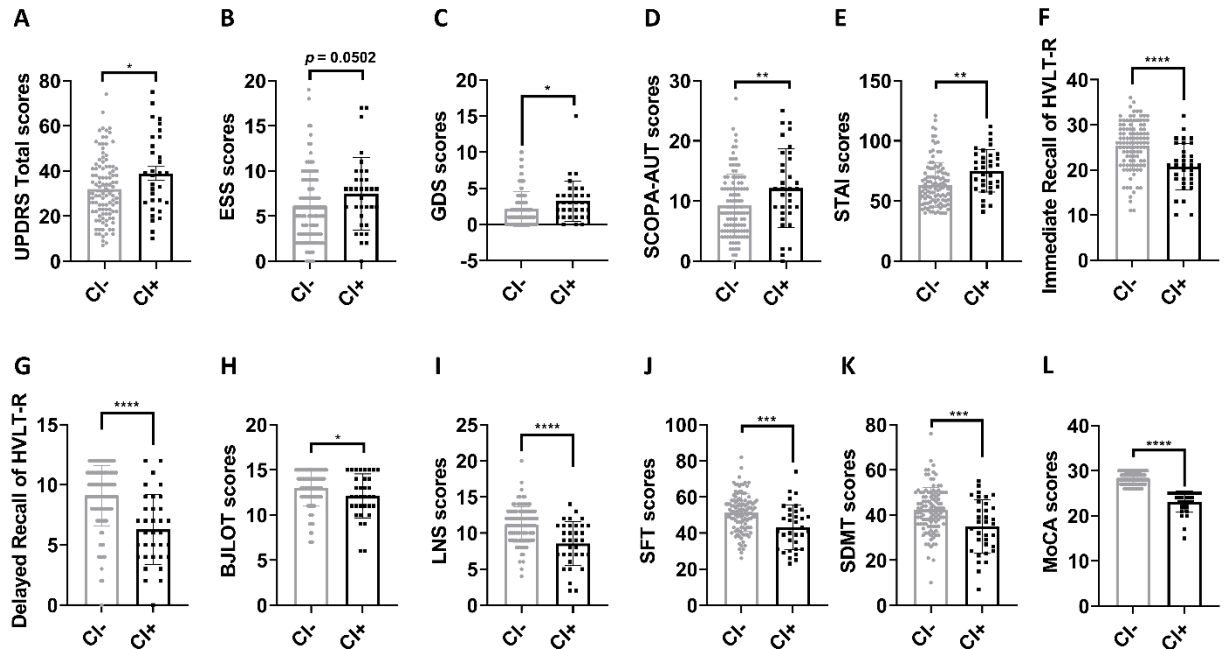 A
UPDRS Total scores
80
60
40
20
0
*
CI-
CI+
B
ESS scores
20
15
10
5
0
p = 0.0502
CI-
CI+
C
GDS scores
20
15
10
5
0
-5
*
CI-
CI+
D
SCOPA-AUT scores
30
20
10
0
**
CI-
CI+
E
STAI scores
150
100
50
0
**
CI-
CI+
F
Immediate Recall of HVLT-R
40
30
20
10
0
****
CI-
CI+
G
Delayed Recall of HVLT-R
15
10
5
0
****
CI-
CI+
H
BJLOT scores
20
15
10
5
0
*
CI-
CI+
I
LNS scores
25
20
15
10
5
0
****
CI-
CI+
J
SFT scores
100
80
60
40
20
0
***
CI-
CI+
K
SDMT scores
80
60
40
20
0
***
CI-
CI+
L
MoCA scores
40
30
20
10
0
****
CI-
CI+